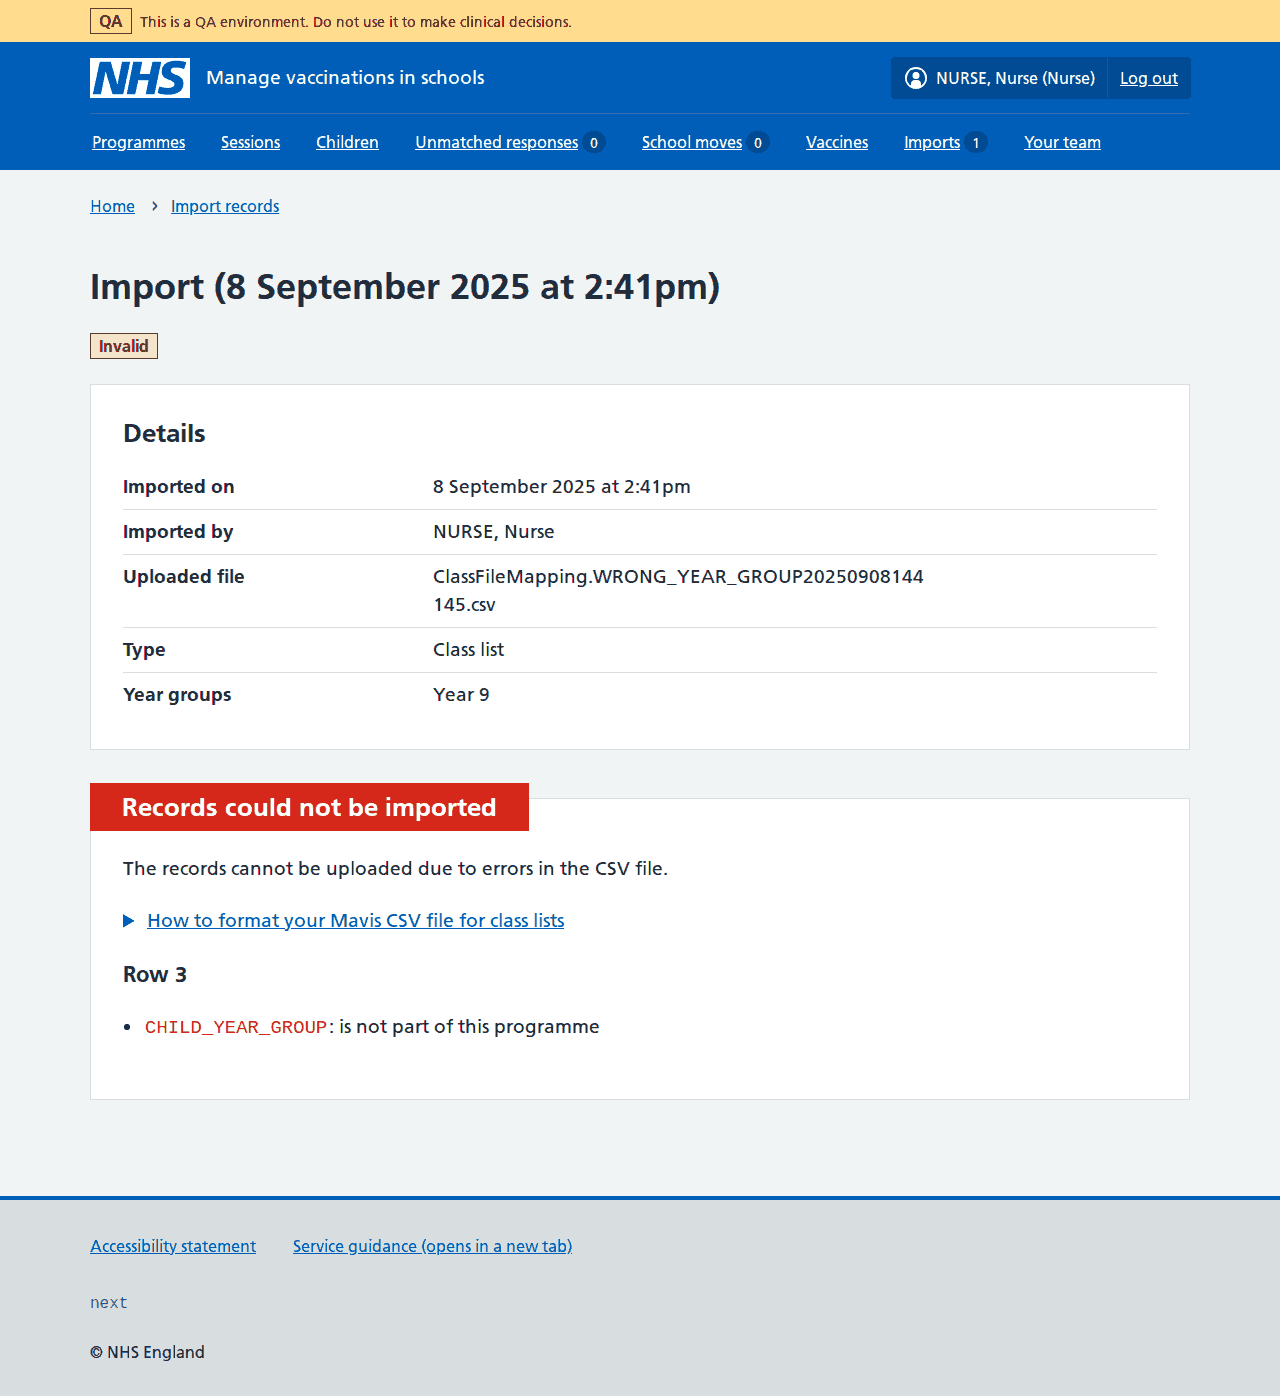 QA This is a QA environment. Do not use it to make clinical decisions.
NHS Manage vaccinations in schools NURSE, Nurse (Nurse) Log out
Programmes Sessions Children Unmatched responses 0 School moves 0 Vaccines Imports 1 Your team
Home Import records
Import (8 September 2025 at 2:41pm)
Invalid
Details
Imported on 8 September 2025 at 2:41pm
Imported by NURSE, Nurse
Uploaded file ClassFileMapping.WRONG_YEAR_GROUP20250908144
145.csv
Type Class list
Year groups Year 9
Records could not be imported
The records cannot be uploaded due to errors in the CSV file.
How to format your Mavis CSV file for class lists
Row 3
• CHILD_YEAR_GROUP: is not part of this programme
Accessibility statement Service guidance (opens in a new tab)
next
© NHS England